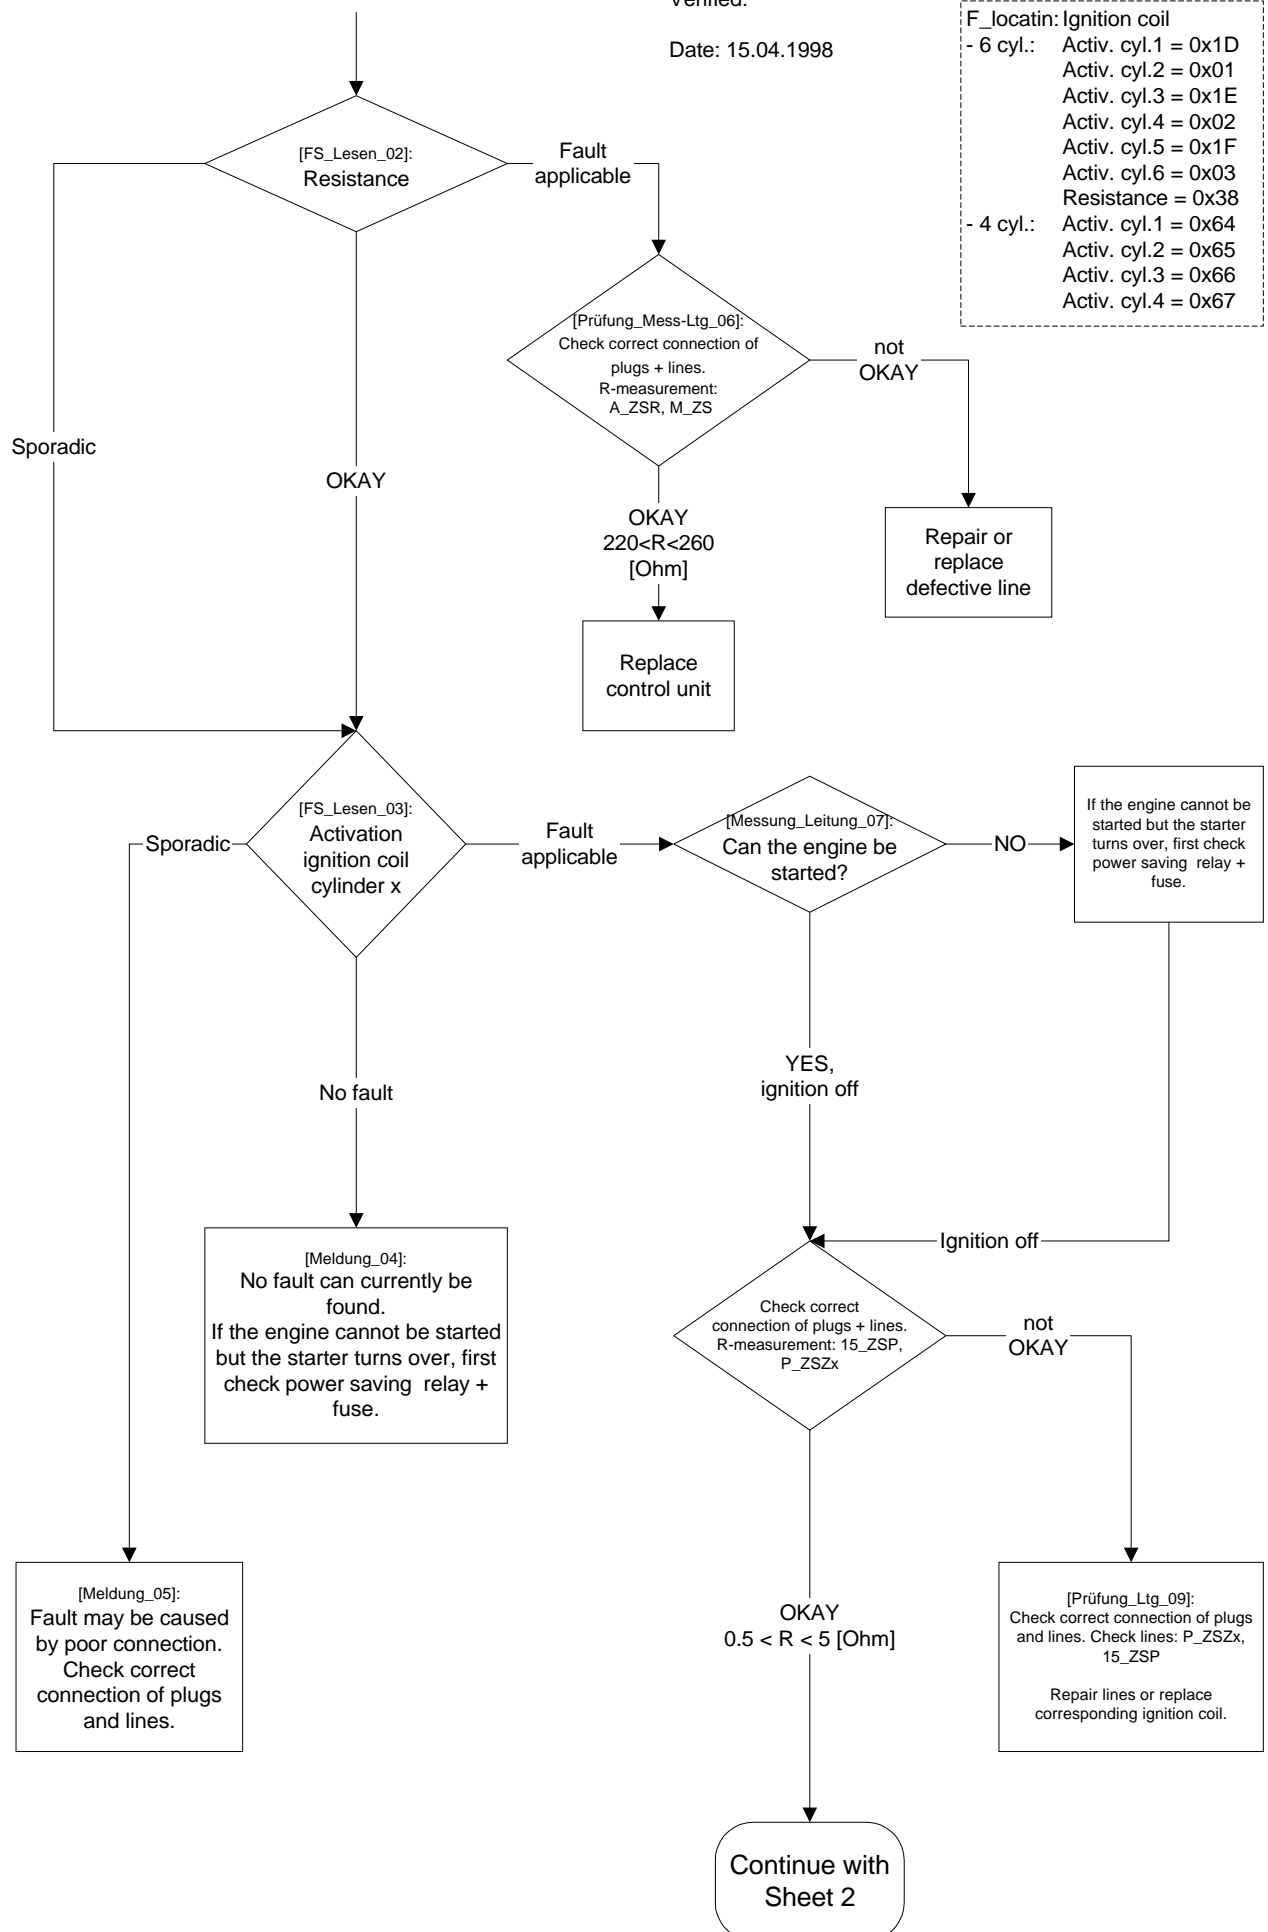 Verified:
Date: 15.04.1998
F_locatin: Ignition coil
- 6 cyl.: Activ. cyl.1 = 0x1D
Activ. cyl.2 = 0x01
Activ. cyl.3 = 0x1E
Activ. cyl.4 = 0x02
Activ. cyl.5 = 0x1F
Activ. cyl.6 = 0x03
Resistance = 0x38
- 4 cyl.: Activ. cyl.1 = 0x64
Activ. cyl.2 = 0x65
Activ. cyl.3 = 0x66
Activ. cyl.4 = 0x67
[FS_Lesen_02]:
Resistance
Fault
applicable
[Prüfung_Mess-Ltg_06]:
Check correct connection of
plugs + lines.
R-measurement:
A_ZSR, M_ZS
not
OKAY
Sporadic
OKAY
OKAY
220<R<260
[Ohm]
Repair or
replace
defective line
Replace
control unit
[FS_Lesen_03]:
Activation
ignition coil
cylinder x
Sporadic
Fault
applicable
[Messung_Leitung_07]:
Can the engine be
started?
NO
If the engine cannot be
started but the starter
turns over, first check
power saving relay +
fuse.
No fault
YES,
ignition off
Ignition off
[Meldung_04]:
No fault can currently be
found.
If the engine cannot be started
but the starter turns over, first
check power saving relay +
fuse.
Check correct
connection of plugs + lines.
R-measurement: 15_ZSP,
P_ZSZx
not
OKAY
[Meldung_05]:
Fault may be caused
by poor connection.
Check correct
connection of plugs
and lines.
OKAY
0.5 < R < 5 [Ohm]
[Prüfung_Ltg_09]:
Check correct connection of plugs
and lines. Check lines: P_ZSZx,
15_ZSP
Repair lines or replace
corresponding ignition coil.
Continue with
Sheet 2